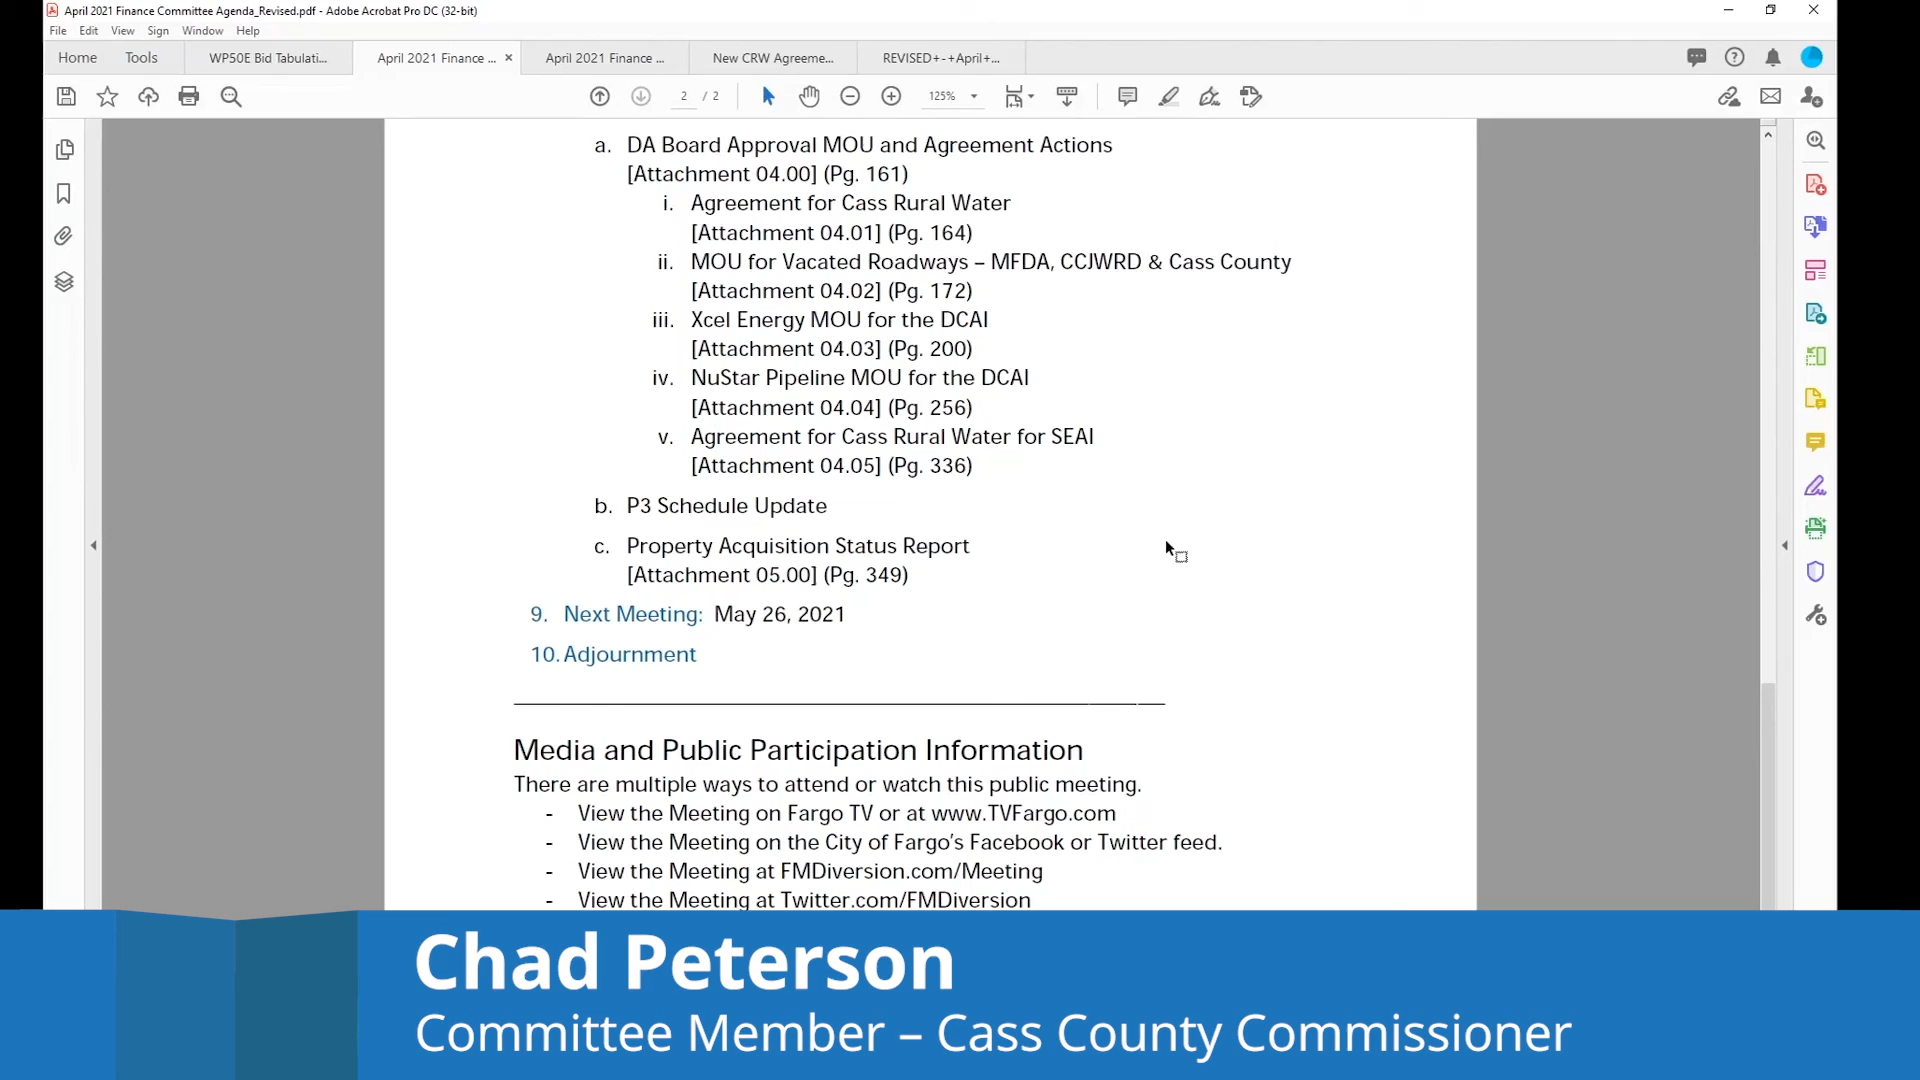 April 2021 Finance Committee Agenda_Revised.pdf - Adobe Acrobat Pro DC (32-bit)
File Edit View Sign Window Help
Home Tools WP50E Bid Tabulati... April 2021 Finance ... × April 2021 Finance ... New CRW Agreeme... REVISED+-+April+...
2 / 2 125%
a. DA Board Approval MOU and Agreement Actions
[Attachment 04.00] (Pg. 161)
i. Agreement for Cass Rural Water
[Attachment 04.01] (Pg. 164)
ii. MOU for Vacated Roadways – MFDA, CCJWRD & Cass County
[Attachment 04.02] (Pg. 172)
iii. Xcel Energy MOU for the DCAI
[Attachment 04.03] (Pg. 200)
iv. NuStar Pipeline MOU for the DCAI
[Attachment 04.04] (Pg. 256)
v. Agreement for Cass Rural Water for SEAI
[Attachment 04.05] (Pg. 336)
b. P3 Schedule Update
c. Property Acquisition Status Report
[Attachment 05.00] (Pg. 349)
9. Next Meeting: May 26, 2021
10. Adjournment
Media and Public Participation Information
There are multiple ways to attend or watch this public meeting.
- View the Meeting on Fargo TV or at www.TVFargo.com
- View the Meeting on the City of Fargo's Facebook or Twitter feed.
- View the Meeting at FMDiversion.com/Meeting
- View the Meeting at Twitter.com/FMDiversion
Chad Peterson
Committee Member – Cass County Commissioner